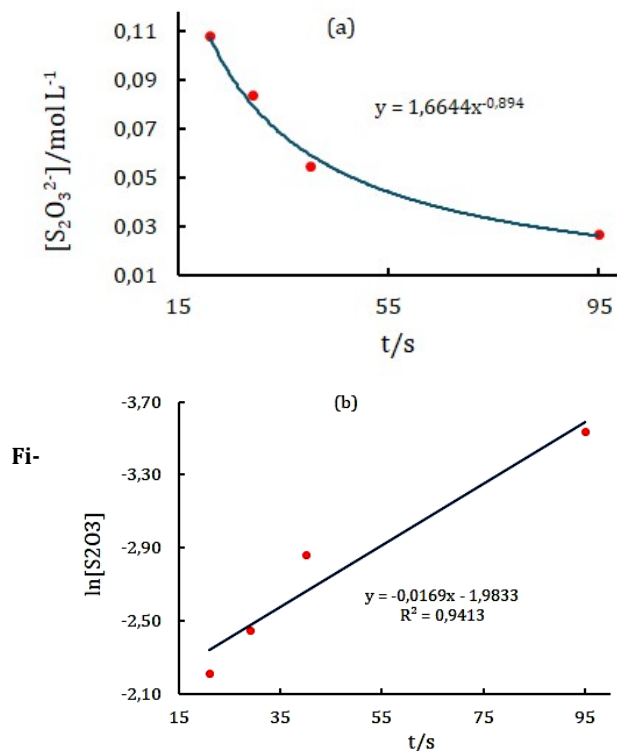 (a)
0,11
0,09
0,07
0,05
0,03
0,01
[S₂O₃²⁻]/mol L⁻¹
y = 1,6644x⁻⁰,⁸⁹⁴
15 55 95
t/s
(b)
Fi-
-3,70
-3,30
-2,90
-2,50
-2,10
ln[S2O3]
y = -0,0169x - 1,9833
R² = 0,9413
15 35 55 75 95
t/s